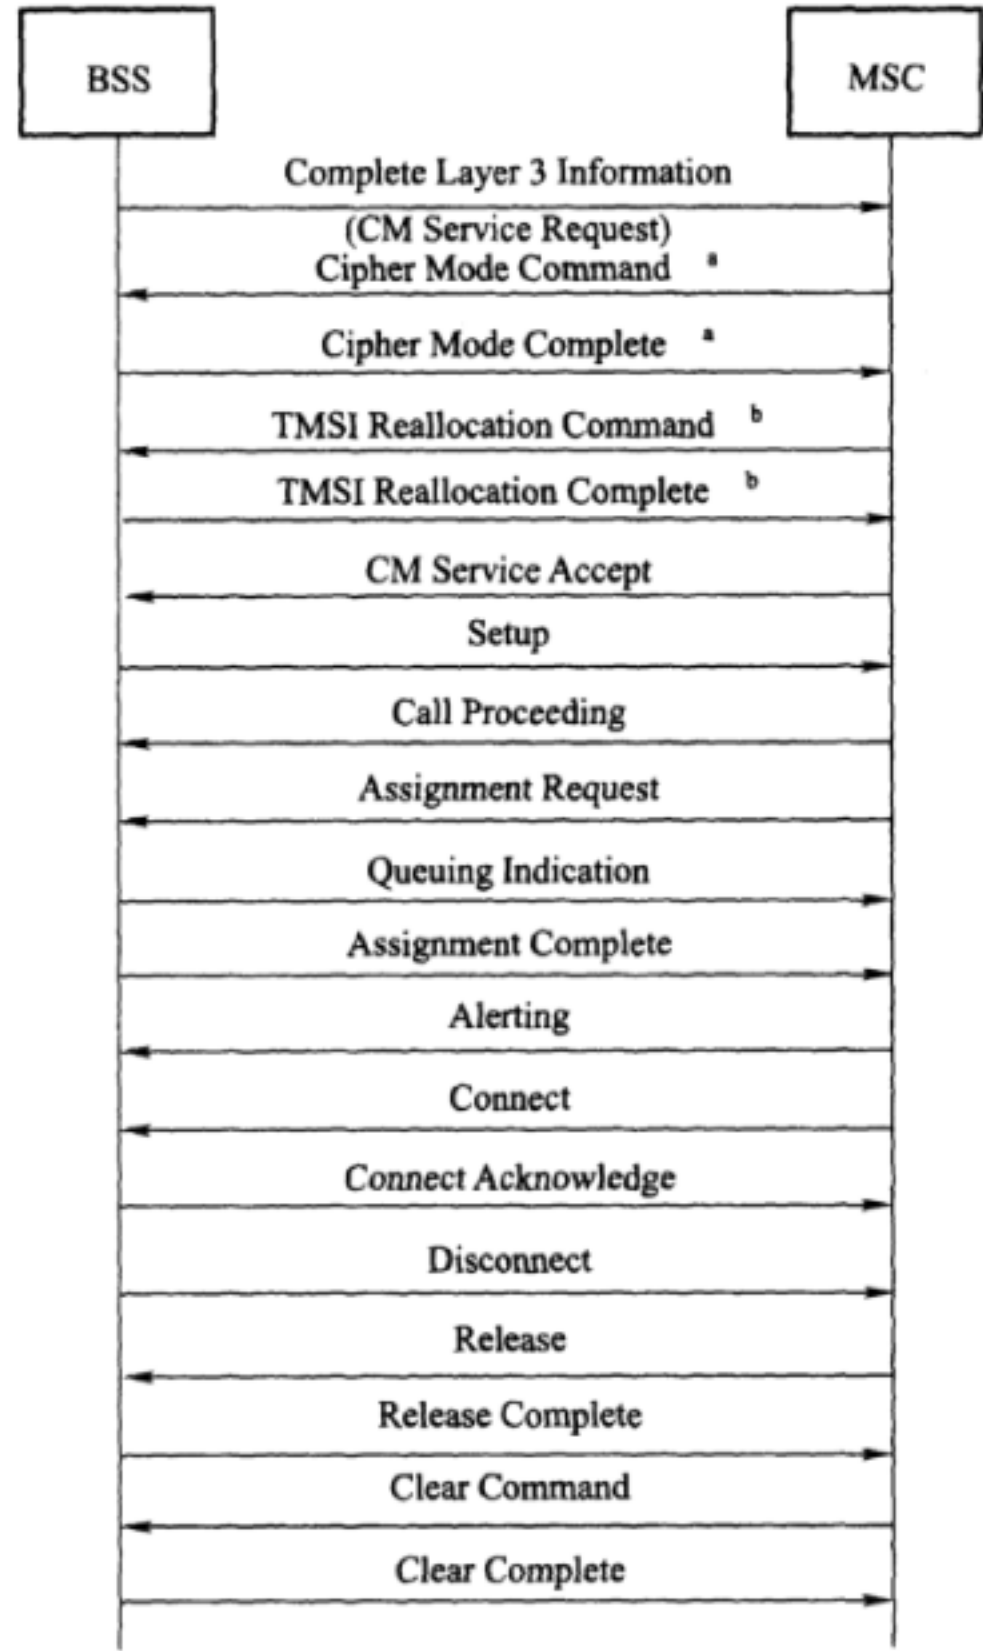 BSS
MSC
Complete Layer 3 Information
(CM Service Request)
Cipher Mode Command a
Cipher Mode Complete a
TMSI Reallocation Command b
TMSI Reallocation Complete b
CM Service Accept
Setup
Call Proceeding
Assignment Request
Queuing Indication
Assignment Complete
Alerting
Connect
Connect Acknowledge
Disconnect
Release
Release Complete
Clear Command
Clear Complete